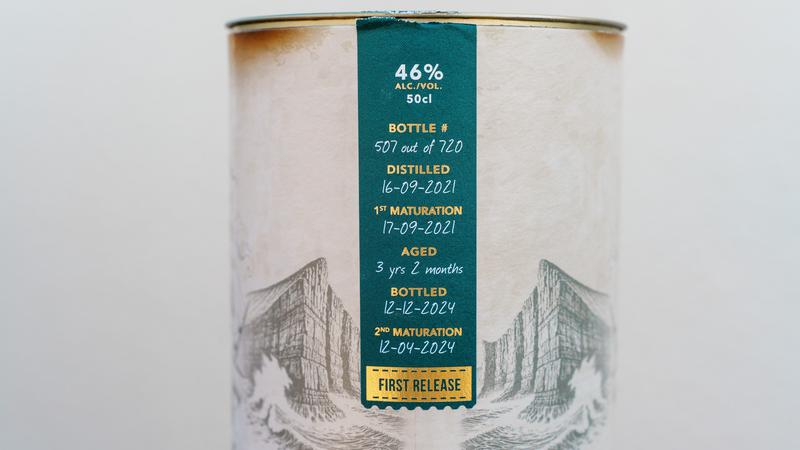 46%
ALC./VOL.
50cl
BOTTLE #
507 out of 720
DISTILLED
16-09-2021
1ST MATURATION
17-09-2021
AGED
3 yrs 2 months
BOTTLED
12-12-2024
2ND MATURATION
12-04-2024
FIRST RELEASE